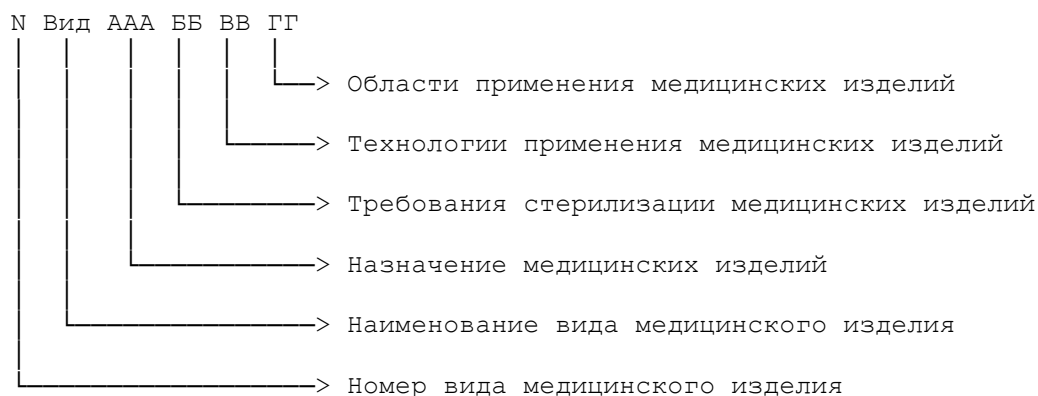 N Вид ААА ББ ВВ ГГ
> Области применения медицинских изделий
> Технологии применения медицинских изделий
> Требования стерилизации медицинских изделий
> Назначение медицинских изделий
> Наименование вида медицинского изделия
> Номер вида медицинского изделия